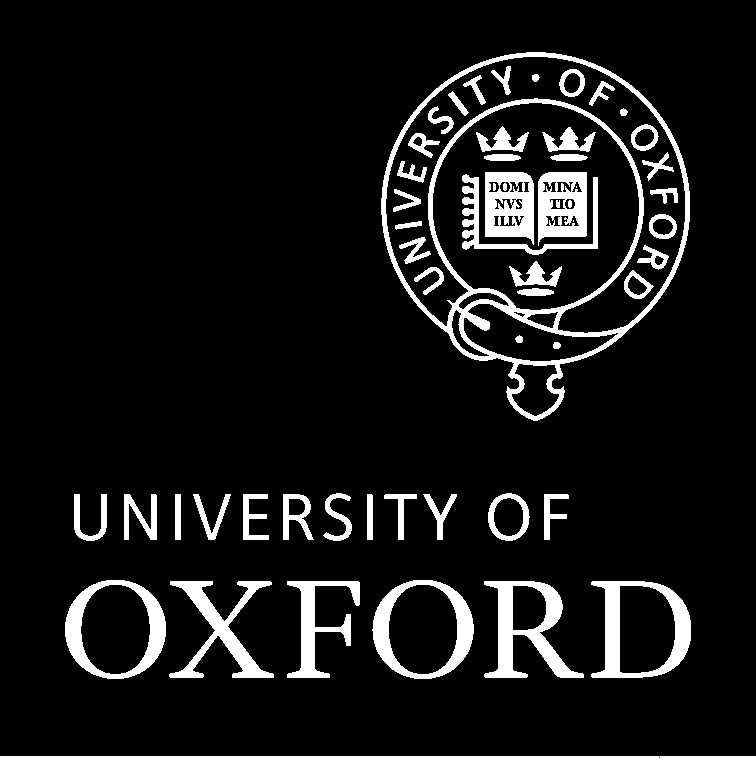 UNIVERSITY · OF · OXFORD
DOMI
NVS
ILLV
MINA
TIO
MEA
UNIVERSITY OF
OXFORD